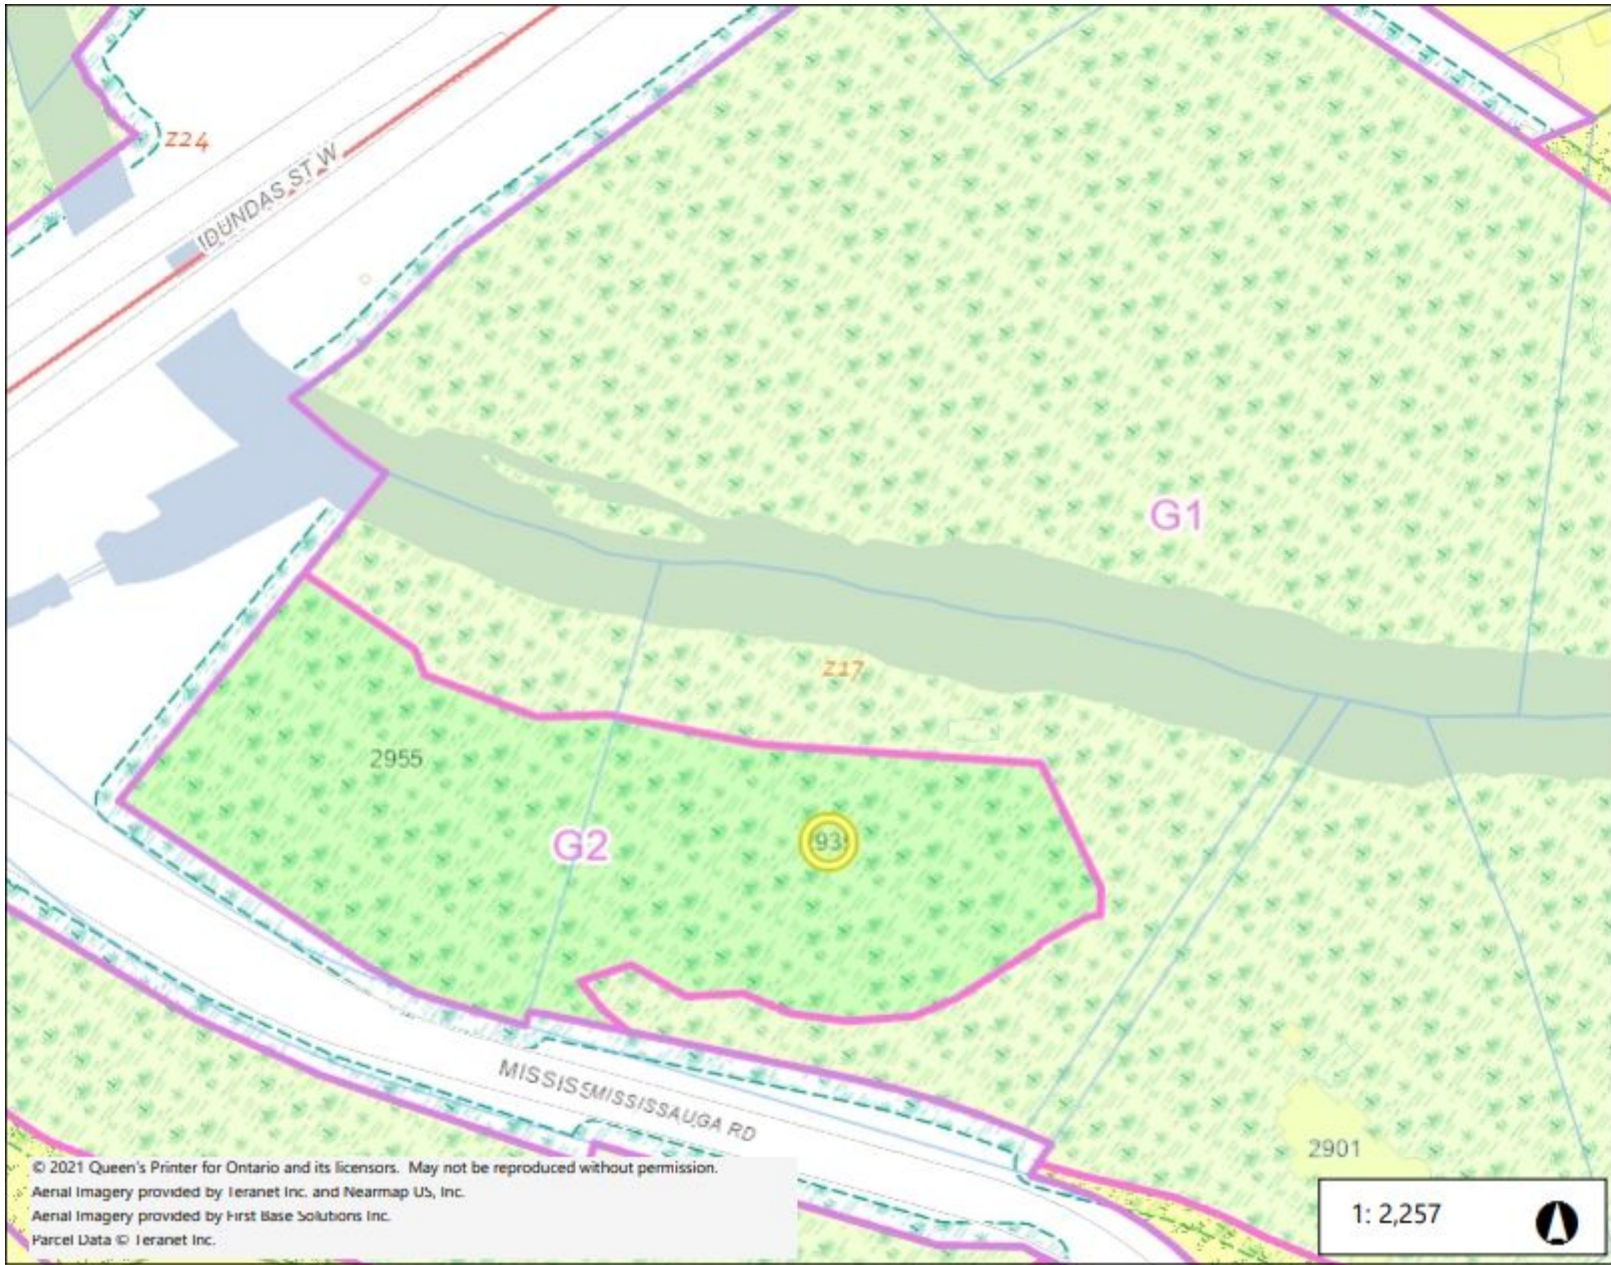 Z24
DUNDAS ST W
G1
Z17
2955
G2
93
MISSISSAUGA RD
2901
© 2021 Queen's Printer for Ontario and its licensors. May not be reproduced without permission.
Aerial Imagery provided by Teranet Inc. and Nearmap US, Inc.
Aerial Imagery provided by First Base Solutions Inc.
Parcel Data © Teranet Inc.
1: 2,257